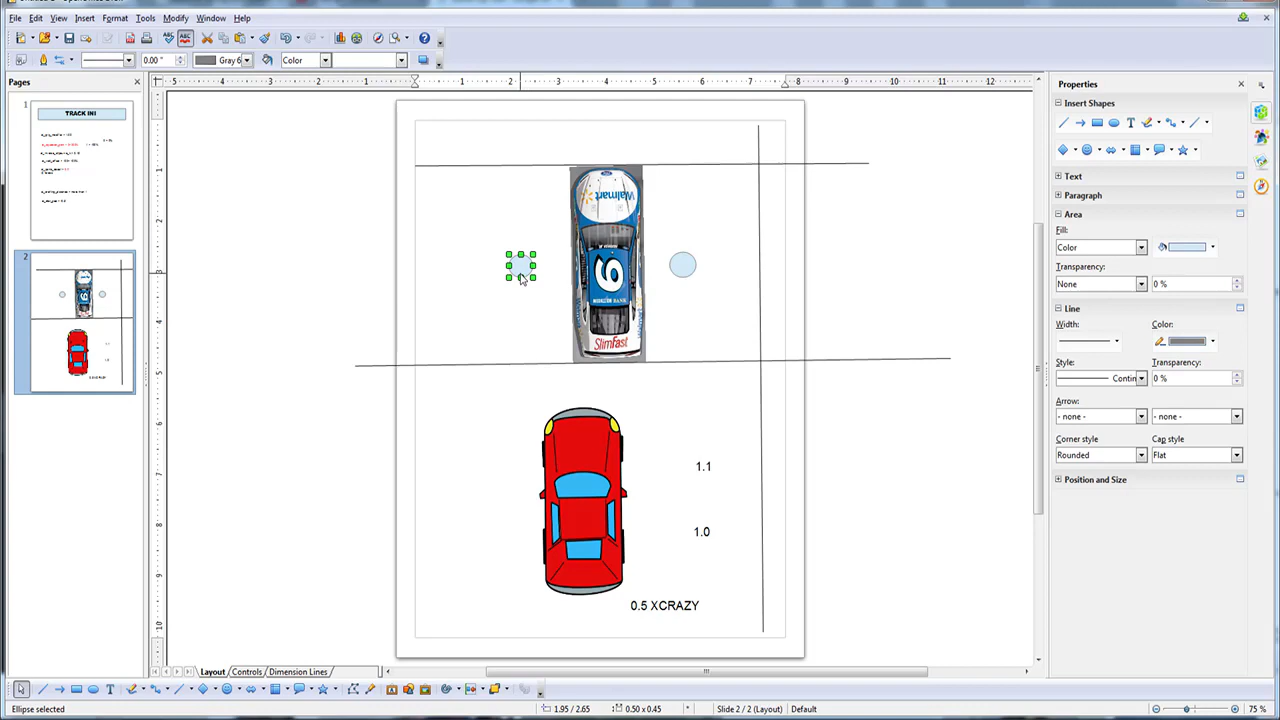 File Edit View Insert Format Tools Modify Window Help
0.00 "
Gray 6
Color
Pages
Properties
1
TRACK INI
2
Insert Shapes
Text
Paragraph
Area
Fill:
Color
Transparency:
None
0 %
Line
Width:
Color:
Style:
Transparency:
Contin
0 %
Arrow:
- none -
- none -
Corner style
Cap style
Rounded
Flat
Position and Size
Walmart
6
SlimFast
1.1
1.0
0.5 XCRAZY
Layout Controls Dimension Lines
Ellipse selected
1.95 / 2.65
0.50 x 0.45
*
Slide 2 / 2 (Layout)
Default
75 %